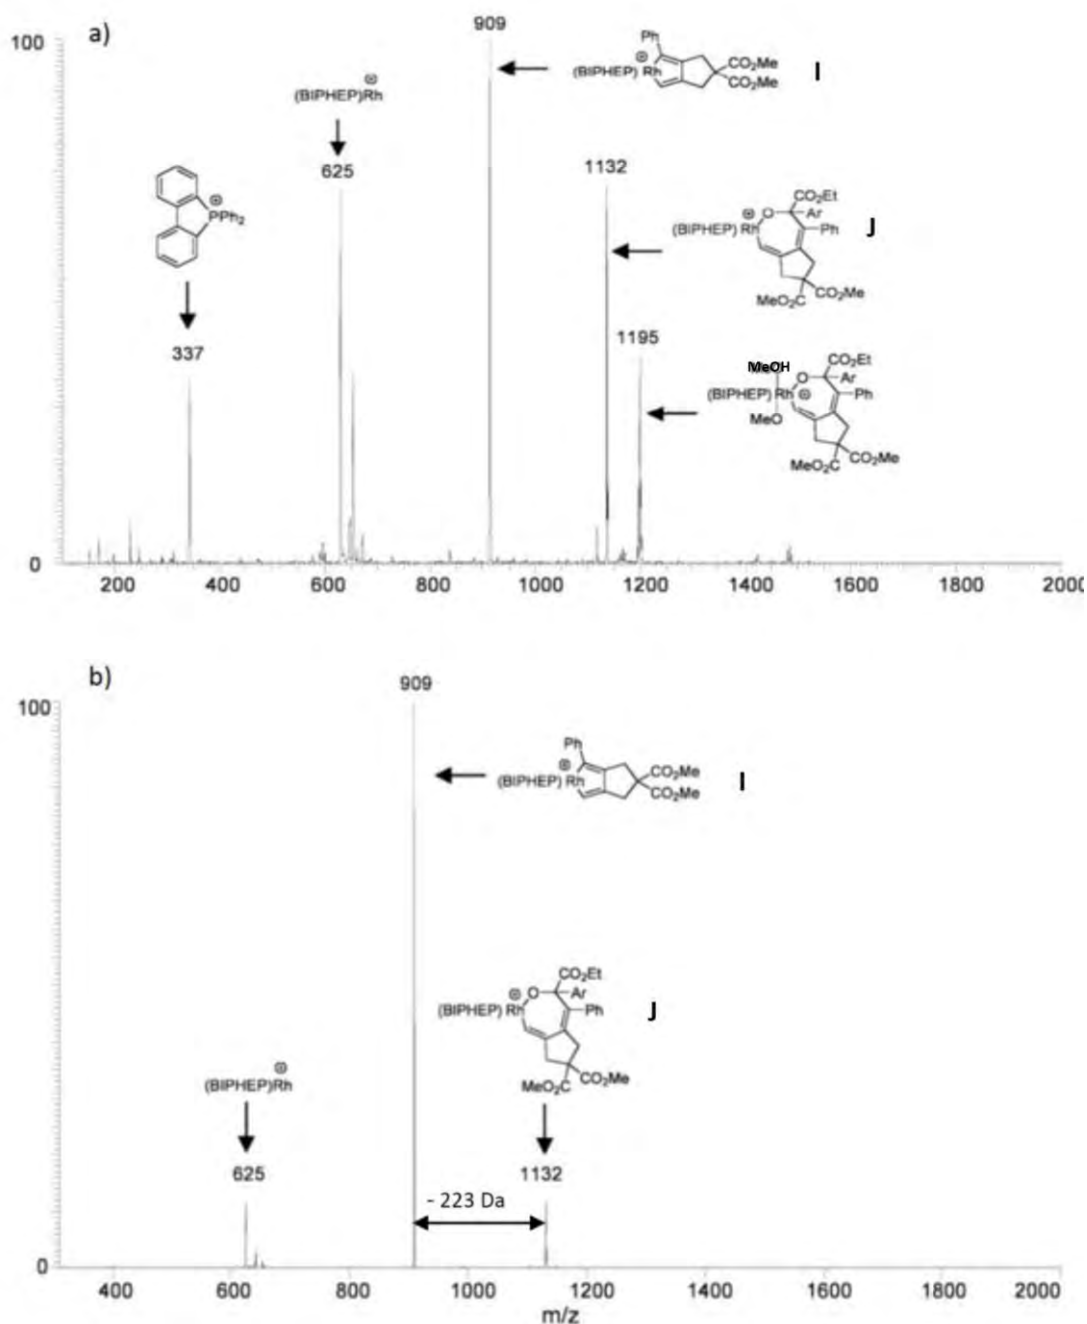 a)
100
909
Ph
⊕
(BIPHEP) Rh
CO₂Me
CO₂Me
I
⊕
(BIPHEP)Rh
625
1132
CO₂Et
⊕
O
Ar
(BIPHEP) Rh
Ph
J
MeO₂C
CO₂Me
⊕
PPh₂
337
1195
MeOH
CO₂Et
O
Ar
(BIPHEP) Rh
⊕
Ph
MeO
MeO₂C
CO₂Me
0
200 400 600 800 1000 1200 1400 1600 1800 2000
b)
909
100
Ph
⊕
(BIPHEP) Rh
CO₂Me
CO₂Me
I
CO₂Et
⊕
O
Ar
(BIPHEP) Rh
Ph
J
MeO₂C
CO₂Me
⊕
(BIPHEP)Rh
625
1132
- 223 Da
0
400 600 800 1000 1200 1400 1600 1800 2000
m/z